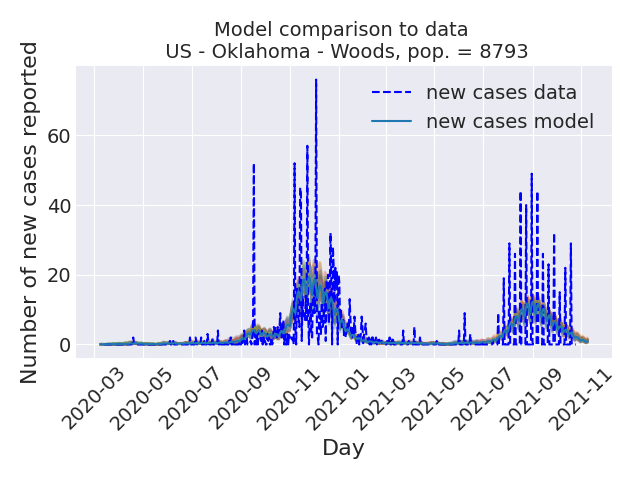 Model comparison to data
US - Oklahoma - Woods, pop. = 8793
Number of new cases reported
60
40
20
0
new cases data
new cases model
2020-03
2020-05
2020-07
2020-09
2020-11
2021-01
2021-03
2021-05
2021-07
2021-09
2021-11
Day